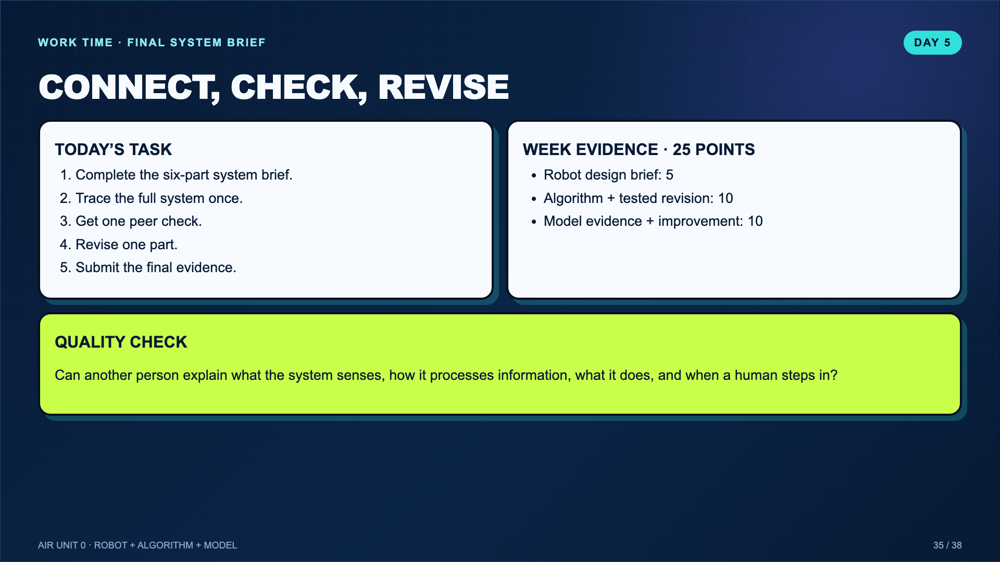 WORK TIME · FINAL SYSTEM BRIEF
DAY 5
CONNECT, CHECK, REVISE
TODAY’S TASK
1. Complete the six-part system brief.
2. Trace the full system once.
3. Get one peer check.
4. Revise one part.
5. Submit the final evidence.
WEEK EVIDENCE · 25 POINTS
• Robot design brief: 5
• Algorithm + tested revision: 10
• Model evidence + improvement: 10
QUALITY CHECK
Can another person explain what the system senses, how it processes information, what it does, and when a human steps in?
AIR UNIT 0 · ROBOT + ALGORITHM + MODEL
35 / 38